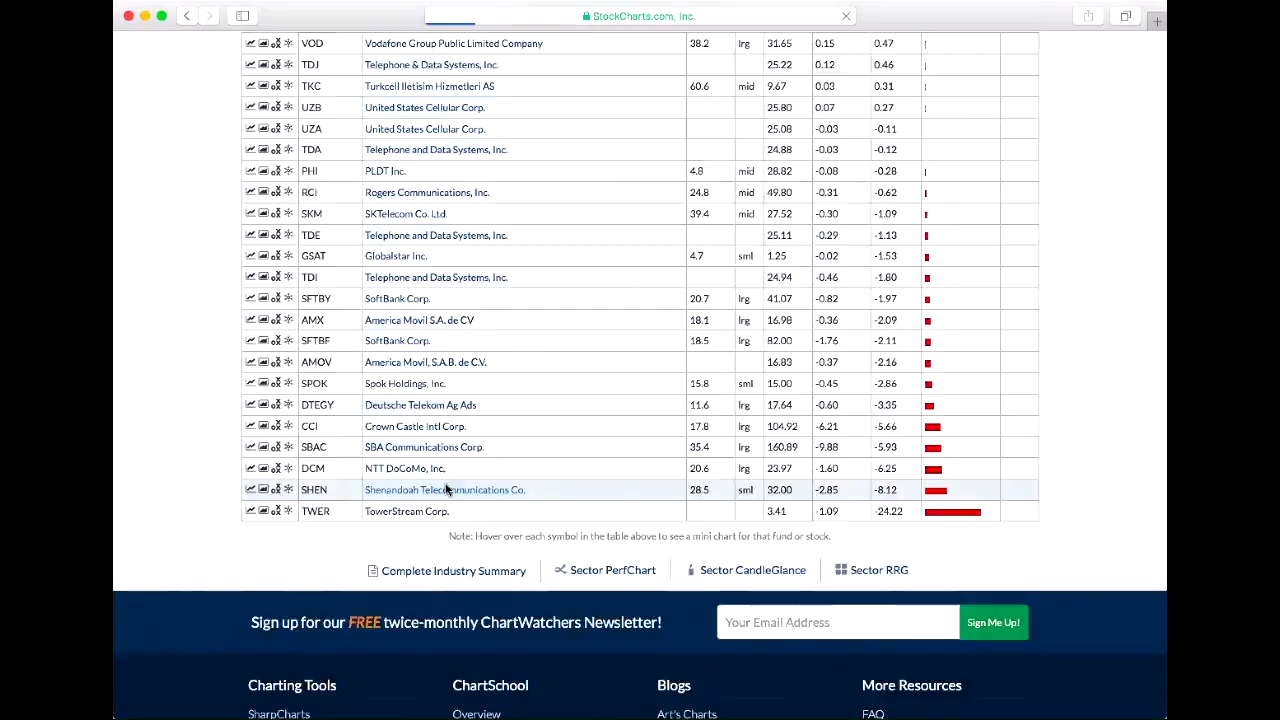 StockCharts.com, Inc.
VOD Vodafone Group Public Limited Company 38.2 lrg 31.65 0.15 0.47
TDJ Telephone & Data Systems, Inc. 25.22 0.12 0.46
TKC Turkcell Iletisim Hizmetleri AS 60.6 mid 9.67 0.03 0.31
UZB United States Cellular Corp. 25.80 0.07 0.27
UZA United States Cellular Corp. 25.08 -0.03 -0.11
TDA Telephone and Data Systems, Inc. 24.88 -0.03 -0.12
PHI PLDT Inc. 4.8 mid 28.82 -0.08 -0.28
RCI Rogers Communications, Inc. 24.8 mid 49.80 -0.31 -0.62
SKM SKTelecom Co. Ltd. 39.4 mid 27.52 -0.30 -1.09
TDE Telephone and Data Systems, Inc. 25.11 -0.29 -1.13
GSAT Globalstar Inc. 4.7 sml 1.25 -0.02 -1.53
TDI Telephone and Data Systems, Inc. 24.94 -0.46 -1.80
SFTBY SoftBank Corp. 20.7 lrg 41.07 -0.82 -1.97
AMX America Movil S.A. de CV 18.1 lrg 16.98 -0.36 -2.09
SFTBF SoftBank Corp. 18.5 lrg 82.00 -1.76 -2.11
AMOV America Movil, S.A.B. de C.V. 16.83 -0.37 -2.16
SPOK Spok Holdings, Inc. 15.8 sml 15.00 -0.45 -2.86
DTEGY Deutsche Telekom Ag Ads 11.6 lrg 17.64 -0.60 -3.35
CCI Crown Castle Intl Corp. 17.8 lrg 104.92 -6.21 -5.66
SBAC SBA Communications Corp. 35.4 lrg 160.89 -9.88 -5.93
DCM NTT DoCoMo, Inc. 20.6 lrg 23.97 -1.60 -6.25
SHEN Shenandoah Telecommunications Co. 28.5 sml 32.00 -2.85 -8.12
TWER TowerStream Corp. 3.41 -1.09 -24.22
Note: Hover over each symbol in the table above to see a mini chart for that fund or stock.
Complete Industry Summary Sector PerfChart Sector CandleGlance Sector RRG
Sign up for our FREE twice-monthly ChartWatchers Newsletter! Your Email Address Sign Me Up!
Charting Tools ChartSchool Blogs More Resources
SharpCharts Overview Art's Charts FAQ